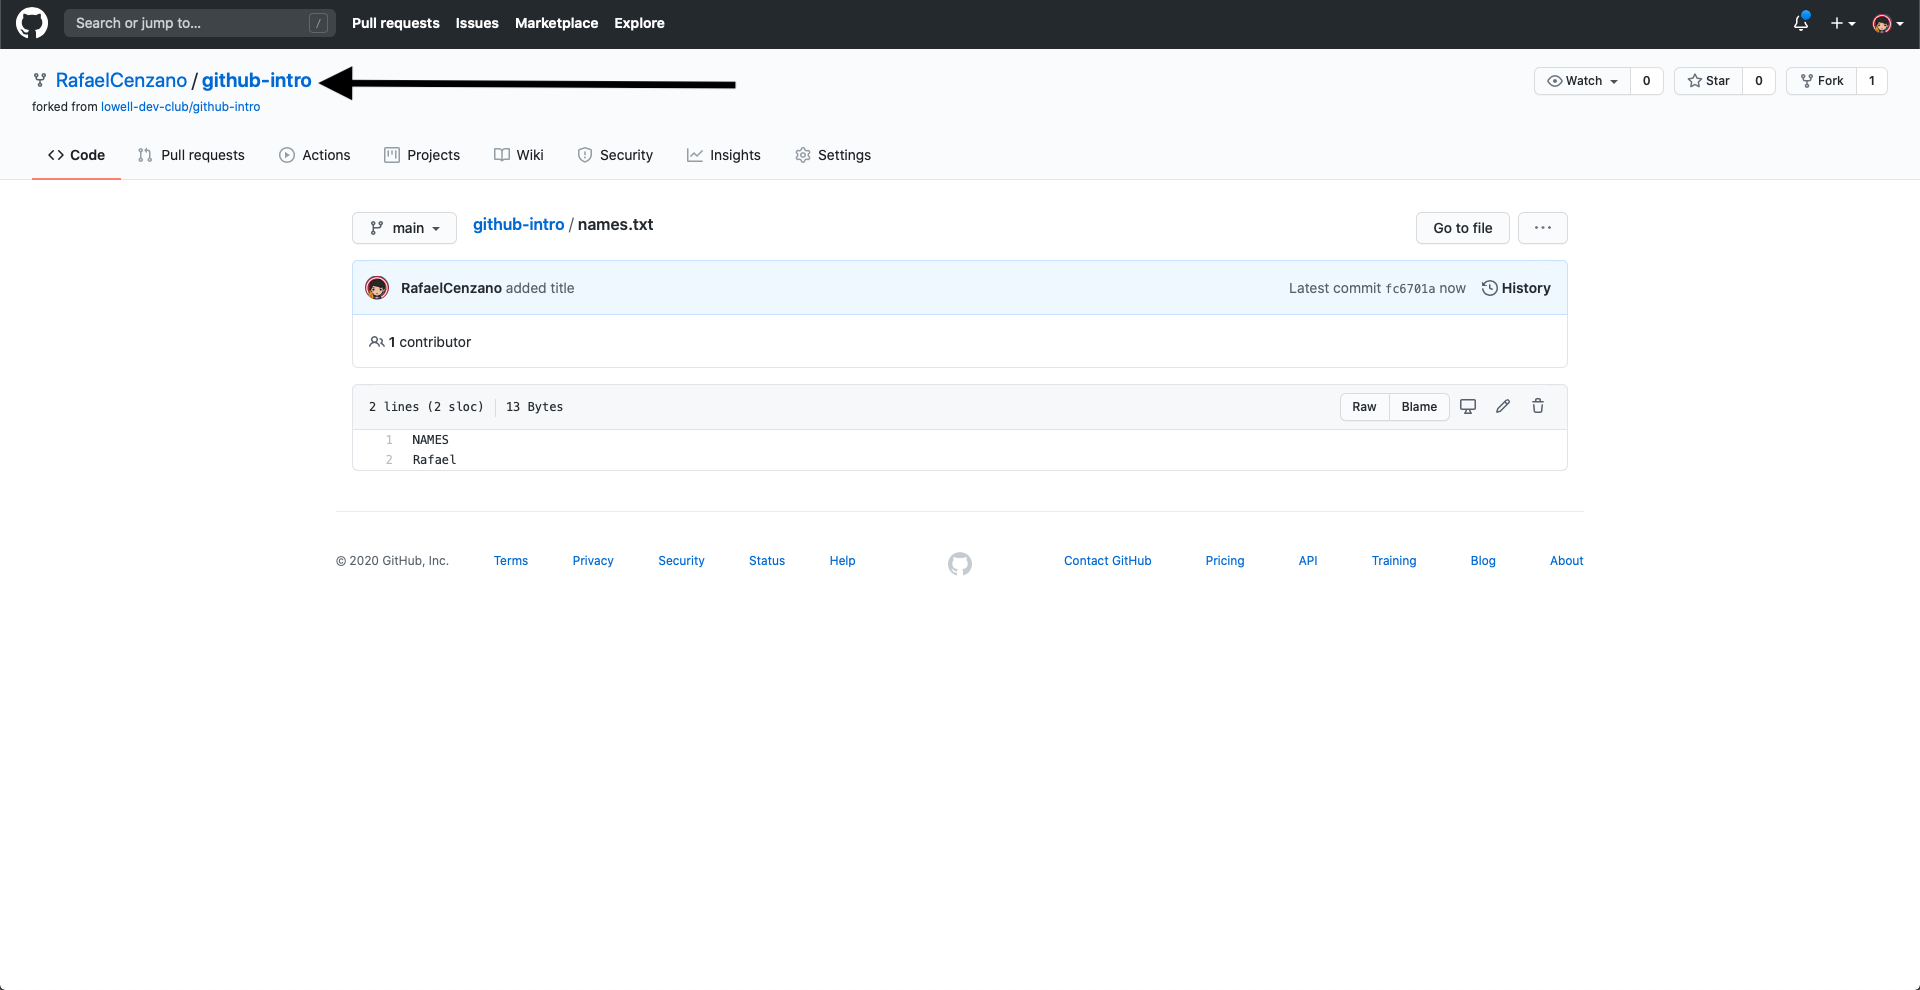 Search or jump to... /
Pull requests Issues Marketplace Explore
RafaelCenzano / github-intro
forked from lowell-dev-club/github-intro
Watch 0 Star 0 Fork 1
Code Pull requests Actions Projects Wiki Security Insights Settings
main github-intro / names.txt Go to file ...
RafaelCenzano added title Latest commit fc6701a now History
1 contributor
2 lines (2 sloc) 13 Bytes Raw Blame
1 NAMES
2 Rafael
© 2020 GitHub, Inc. Terms Privacy Security Status Help Contact GitHub Pricing API Training Blog About